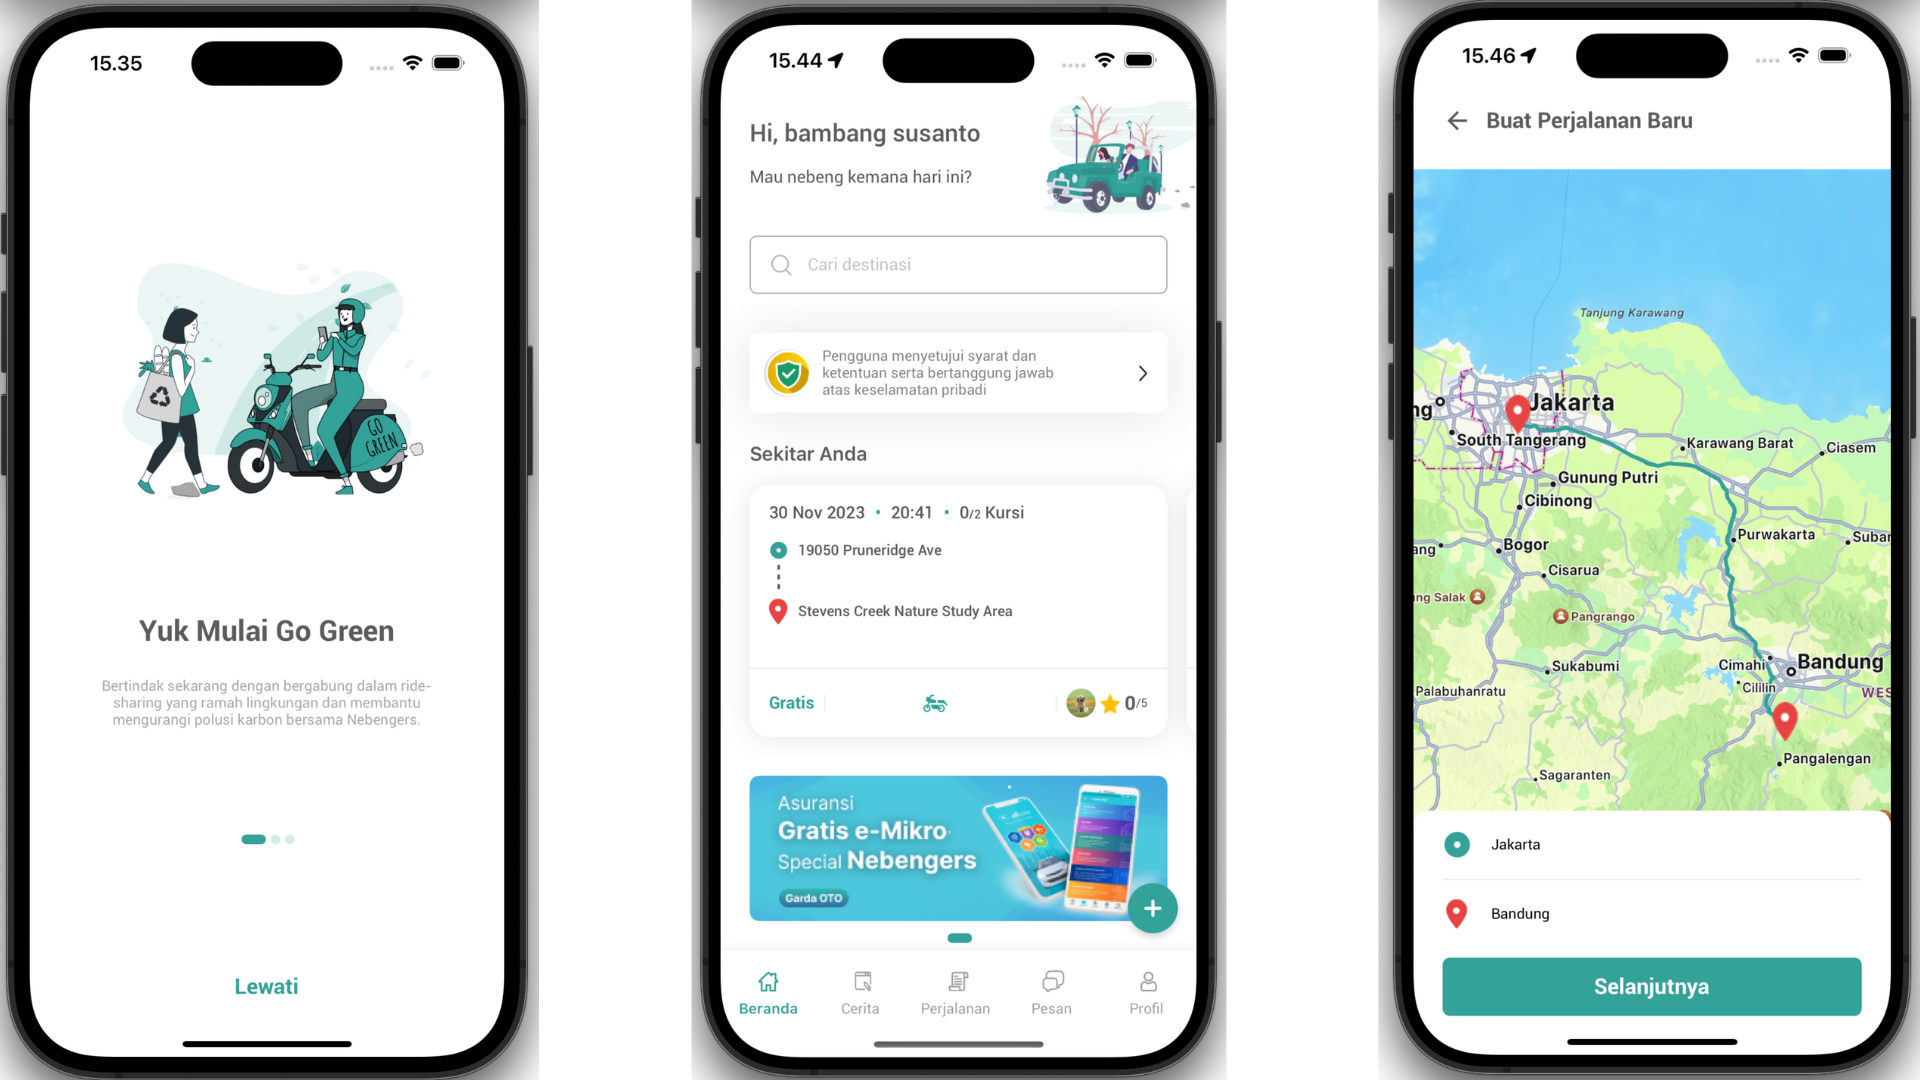 15.35
GO
GREEN
Yuk Mulai Go Green
Bertindak sekarang dengan bergabung dalam ride-
sharing yang ramah lingkungan dan membantu
mengurangi polusi karbon bersama Nebengers.
Lewati
15.44
Hi, bambang susanto
Mau nebeng kemana hari ini?
Cari destinasi
Pengguna menyetujui syarat dan
ketentuan serta bertanggung jawab
atas keselamatan pribadi
Sekitar Anda
30 Nov 2023 • 20:41 • 0/2 Kursi
19050 Pruneridge Ave
Stevens Creek Nature Study Area
Gratis
0/5
Asuransi
Gratis e-Mikro
Special Nebengers
Garda OTO
+
Beranda
Cerita
Perjalanan
Pesan
Profil
15.46
Buat Perjalanan Baru
Tanjung Karawang
ng
Jakarta
South Tangerang
Karawang Barat
Ciasem
Gunung Putri
Cibinong
Purwakarta
Subar
ang
Bogor
Cisarua
ung Salak
Pangrango
Sukabumi
Cimahi
Bandung
Cililin
Palabuhanratu
WES
Pangalengan
Sagaranten
Jakarta
Bandung
Selanjutnya